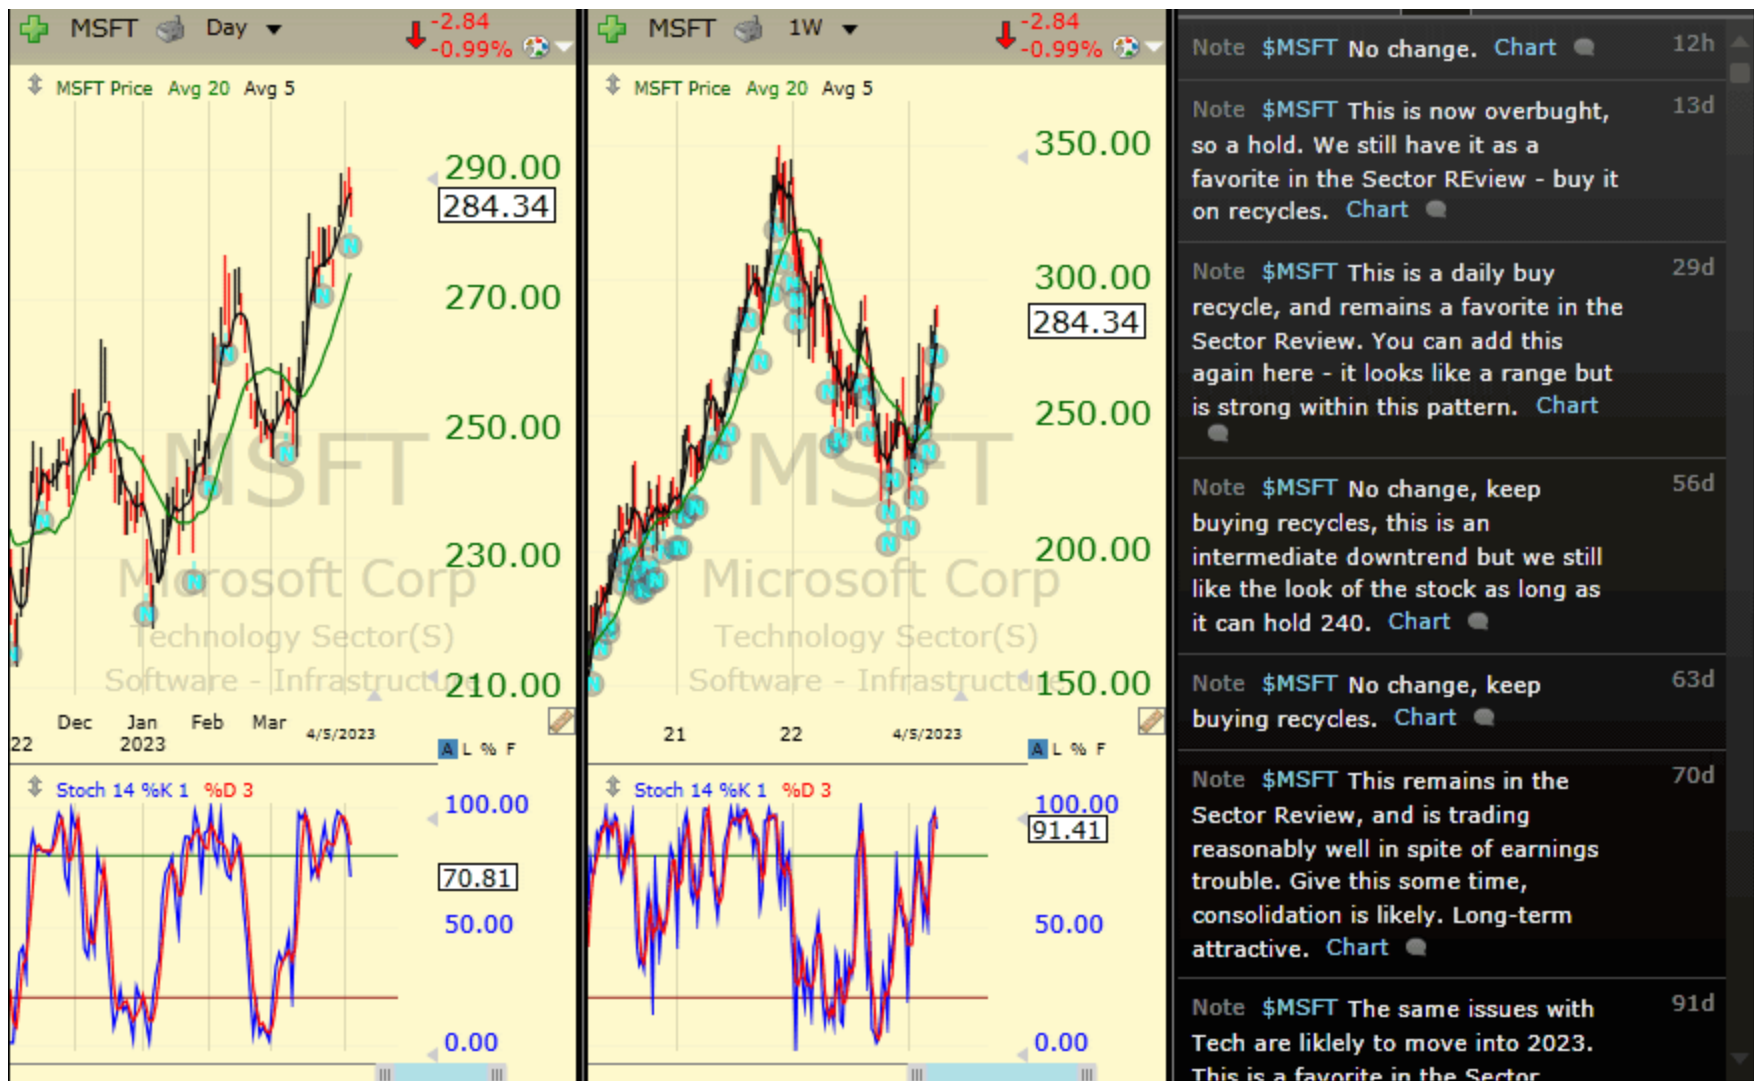 MSFT Day
-2.84
-0.99%
MSFT Price Avg 20 Avg 5
290.00
284.34
270.00
250.00
230.00
210.00
MSFT
Microsoft Corp
Technology Sector(S)
Software - Infrastructure
22
Dec Jan Feb Mar 4/5/2023
2023
A L % F
Stoch 14 %K 1 %D 3
100.00
70.81
50.00
0.00
MSFT 1W
-2.84
-0.99%
MSFT Price Avg 20 Avg 5
350.00
300.00
284.34
250.00
200.00
150.00
MSFT
Microsoft Corp
Technology Sector(S)
Software - Infrastructure
21 22 4/5/2023
A L % F
Stoch 14 %K 1 %D 3
100.00
91.41
50.00
0.00
Note $MSFT No change. Chart 12h
Note $MSFT This is now overbught, 13d
so a hold. We still have it as a
favorite in the Sector REview - buy it
on recycles. Chart
Note $MSFT This is a daily buy 29d
recycle, and remains a favorite in the
Sector Review. You can add this
again here - it looks like a range but
is strong within this pattern. Chart
Note $MSFT No change, keep 56d
buying recycles, this is an
intermediate downtrend but we still
like the look of the stock as long as
it can hold 240. Chart
Note $MSFT No change, keep 63d
buying recycles. Chart
Note $MSFT This remains in the 70d
Sector Review, and is trading
reasonably well in spite of earnings
trouble. Give this some time,
consolidation is likely. Long-term
attractive. Chart
Note $MSFT The same issues with 91d
Tech are liklely to move into 2023.
This is a favorite in the Sector